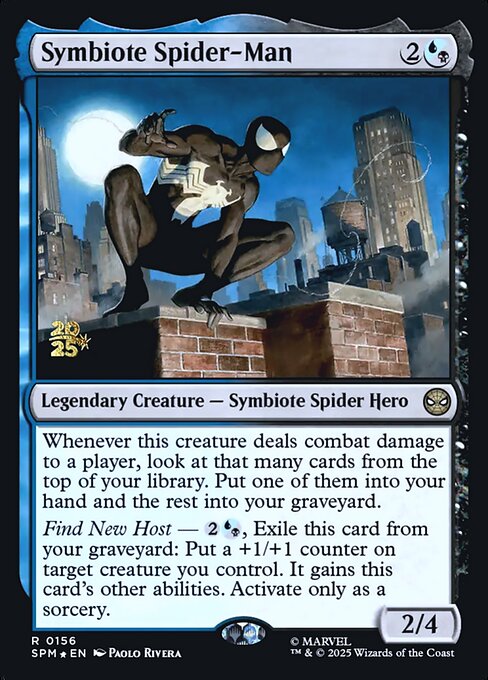 Symbiote Spider-Man 2
2025
Legendary Creature — Symbiote Spider Hero
Whenever this creature deals combat damage
to a player, look at that many cards from the
top of your library. Put one of them into your
hand and the rest into your graveyard.
Find New Host — 2, Exile this card from
your graveyard: Put a +1/+1 counter on
target creature you control. It gains this
card's other abilities. Activate only as a
sorcery.
2/4
R 0156
SPM★EN Paolo Rivera
© MARVEL
™ & © 2025 Wizards of the Coast